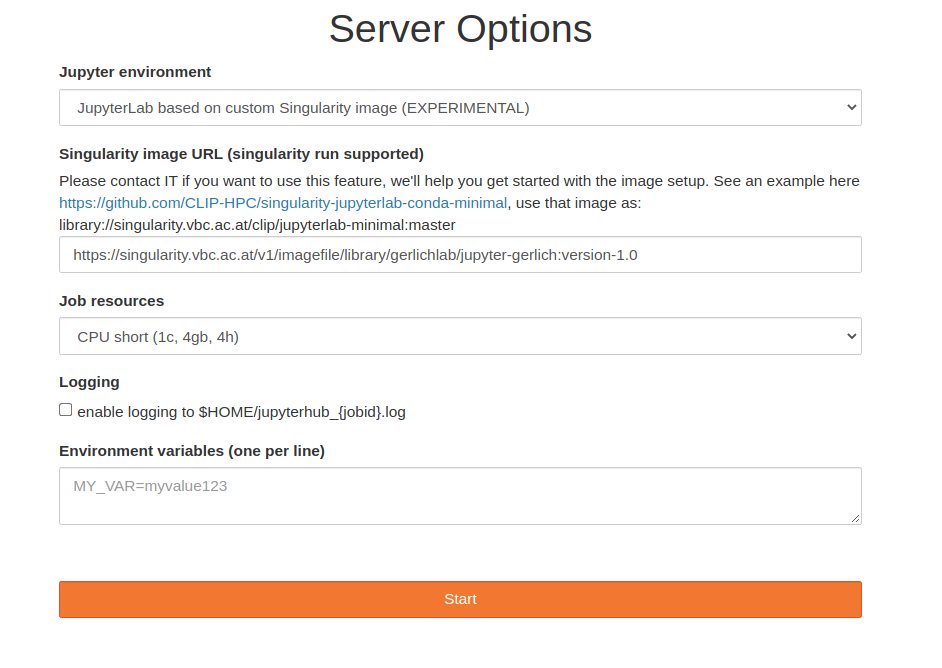 Server Options
Jupyter environment
JupyterLab based on custom Singularity image (EXPERIMENTAL)
Singularity image URL (singularity run supported)
Please contact IT if you want to use this feature, we'll help you get started with the image setup. See an example here
https://github.com/CLIP-HPC/singularity-jupyterlab-conda-minimal, use that image as:
library://singularity.vbc.ac.at/clip/jupyterlab-minimal:master
https://singularity.vbc.ac.at/v1/imagefile/library/gerlichlab/jupyter-gerlich:version-1.0
Job resources
CPU short (1c, 4gb, 4h)
Logging
enable logging to $HOME/jupyterhub_{jobid}.log
Environment variables (one per line)
MY_VAR=myvalue123
Start